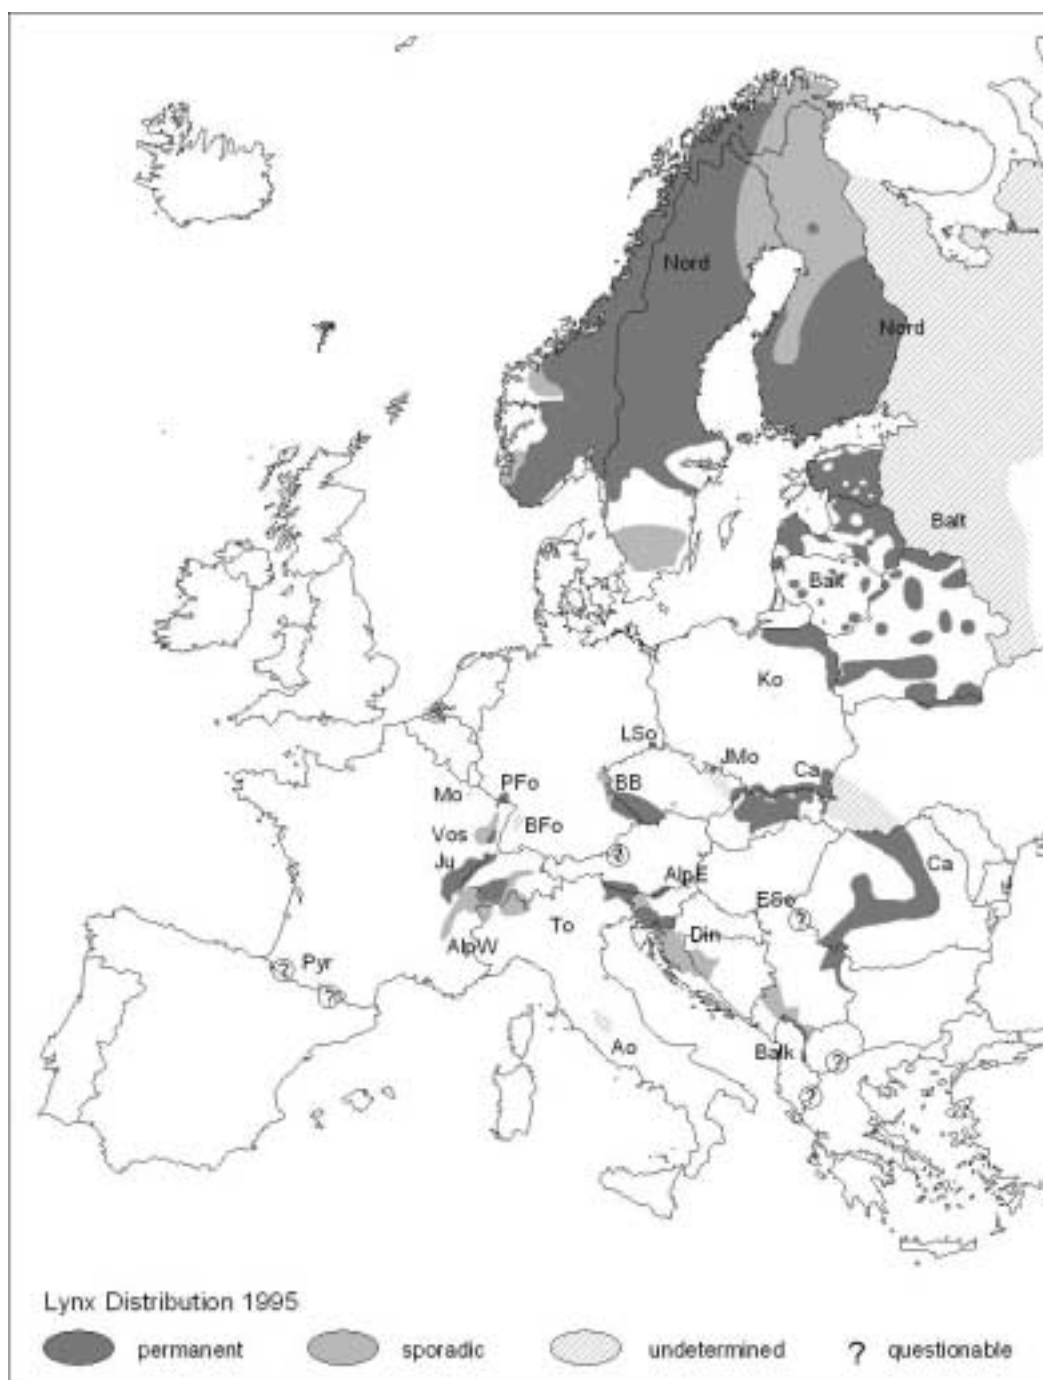 Nord
Nord
Balt
Balt
Ko
LSo
JMo
Ca
PFo
BB
Mo
BFo
Vos
Ju
AlpE
Ca
?
ESe
?
To
Din
AlpW
Pyr
?
?
Ao
Balk
?
?
Lynx Distribution 1995
permanent sporadic undetermined ? questionable